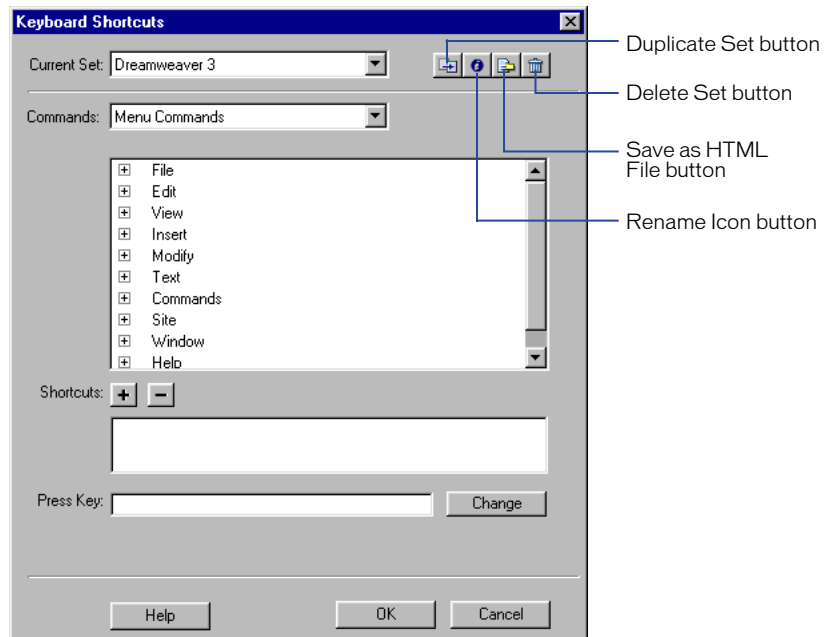 Keyboard Shortcuts
Current Set: Dreamweaver 3
Duplicate Set button
Delete Set button
Save as HTML
File button
Rename Icon button
Commands: Menu Commands
File
Edit
View
Insert
Modify
Text
Commands
Site
Window
Help
Shortcuts: + −
Press Key: Change
Help OK Cancel